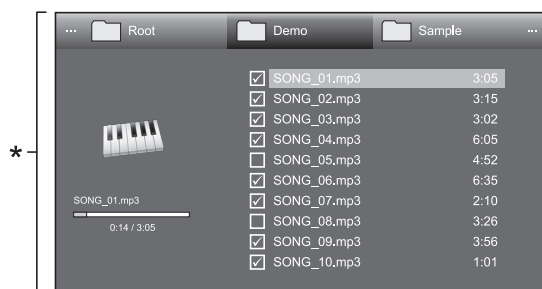 ... Root Demo Sample ...
SONG_01.mp3 3:05
SONG_02.mp3 3:15
SONG_03.mp3 3:02
SONG_04.mp3 6:05
SONG_05.mp3 4:52
SONG_06.mp3 6:35
SONG_07.mp3 2:10
SONG_08.mp3 3:26
SONG_09.mp3 3:56
SONG_10.mp3 1:01
*
SONG_01.mp3
0:14 / 3:05